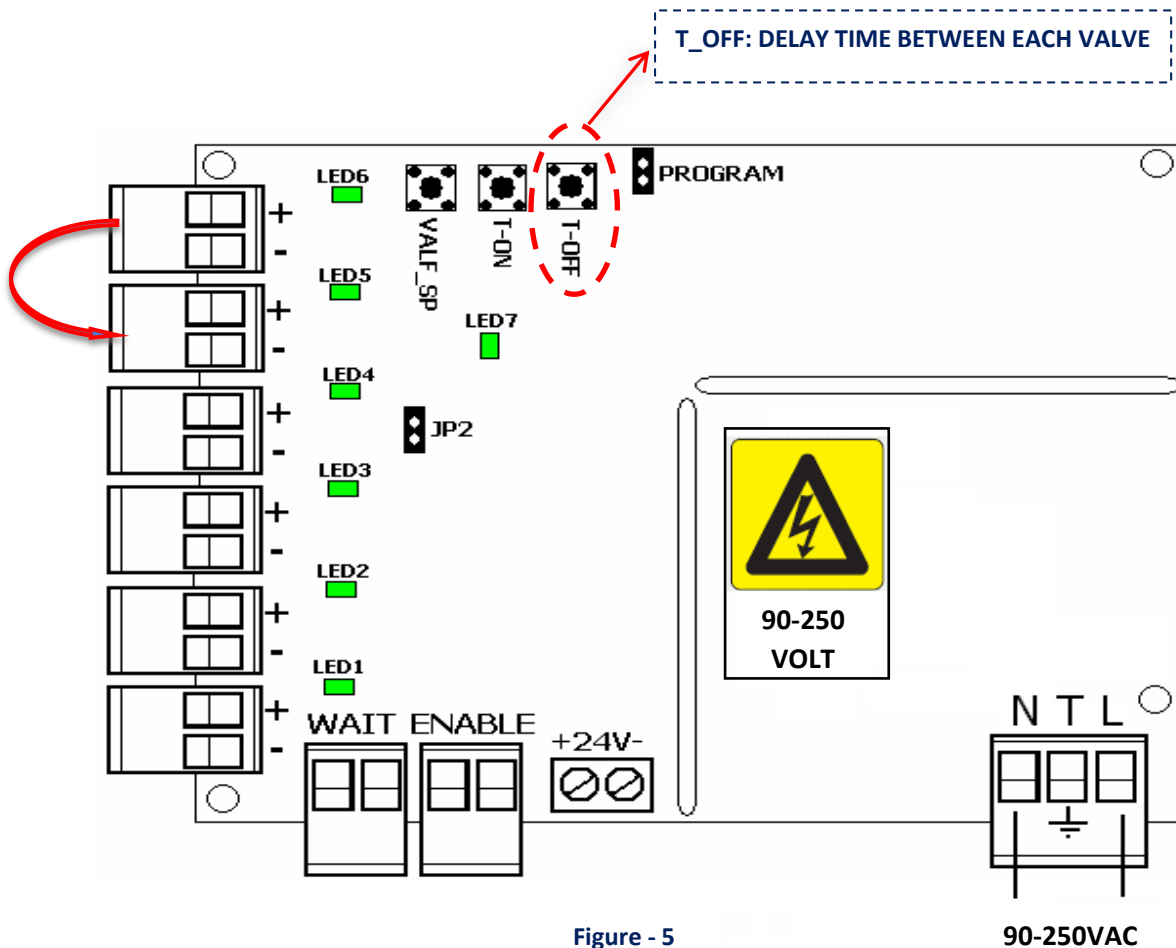 T_OFF: DELAY TIME BETWEEN EACH VALVE
PROGRAM
LED6
+
-
VALF_SP
T-ON
T-OFF
LED5
+
-
LED7
LED4
+
-
JP2
LED3
+
-
LED2
+
-
90-250
VOLT
LED1
+
-
WAIT ENABLE
+24V-
N T L
90-250VAC
Figure - 5